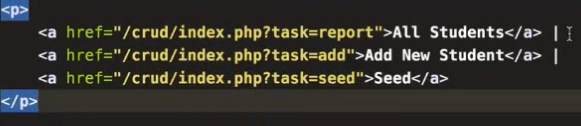 <p>
<a href="/crud/index.php?task=report">All Students</a> |
<a href="/crud/index.php?task=add">Add New Student</a> |
<a href="/crud/index.php?task=seed">Seed</a>
</p>